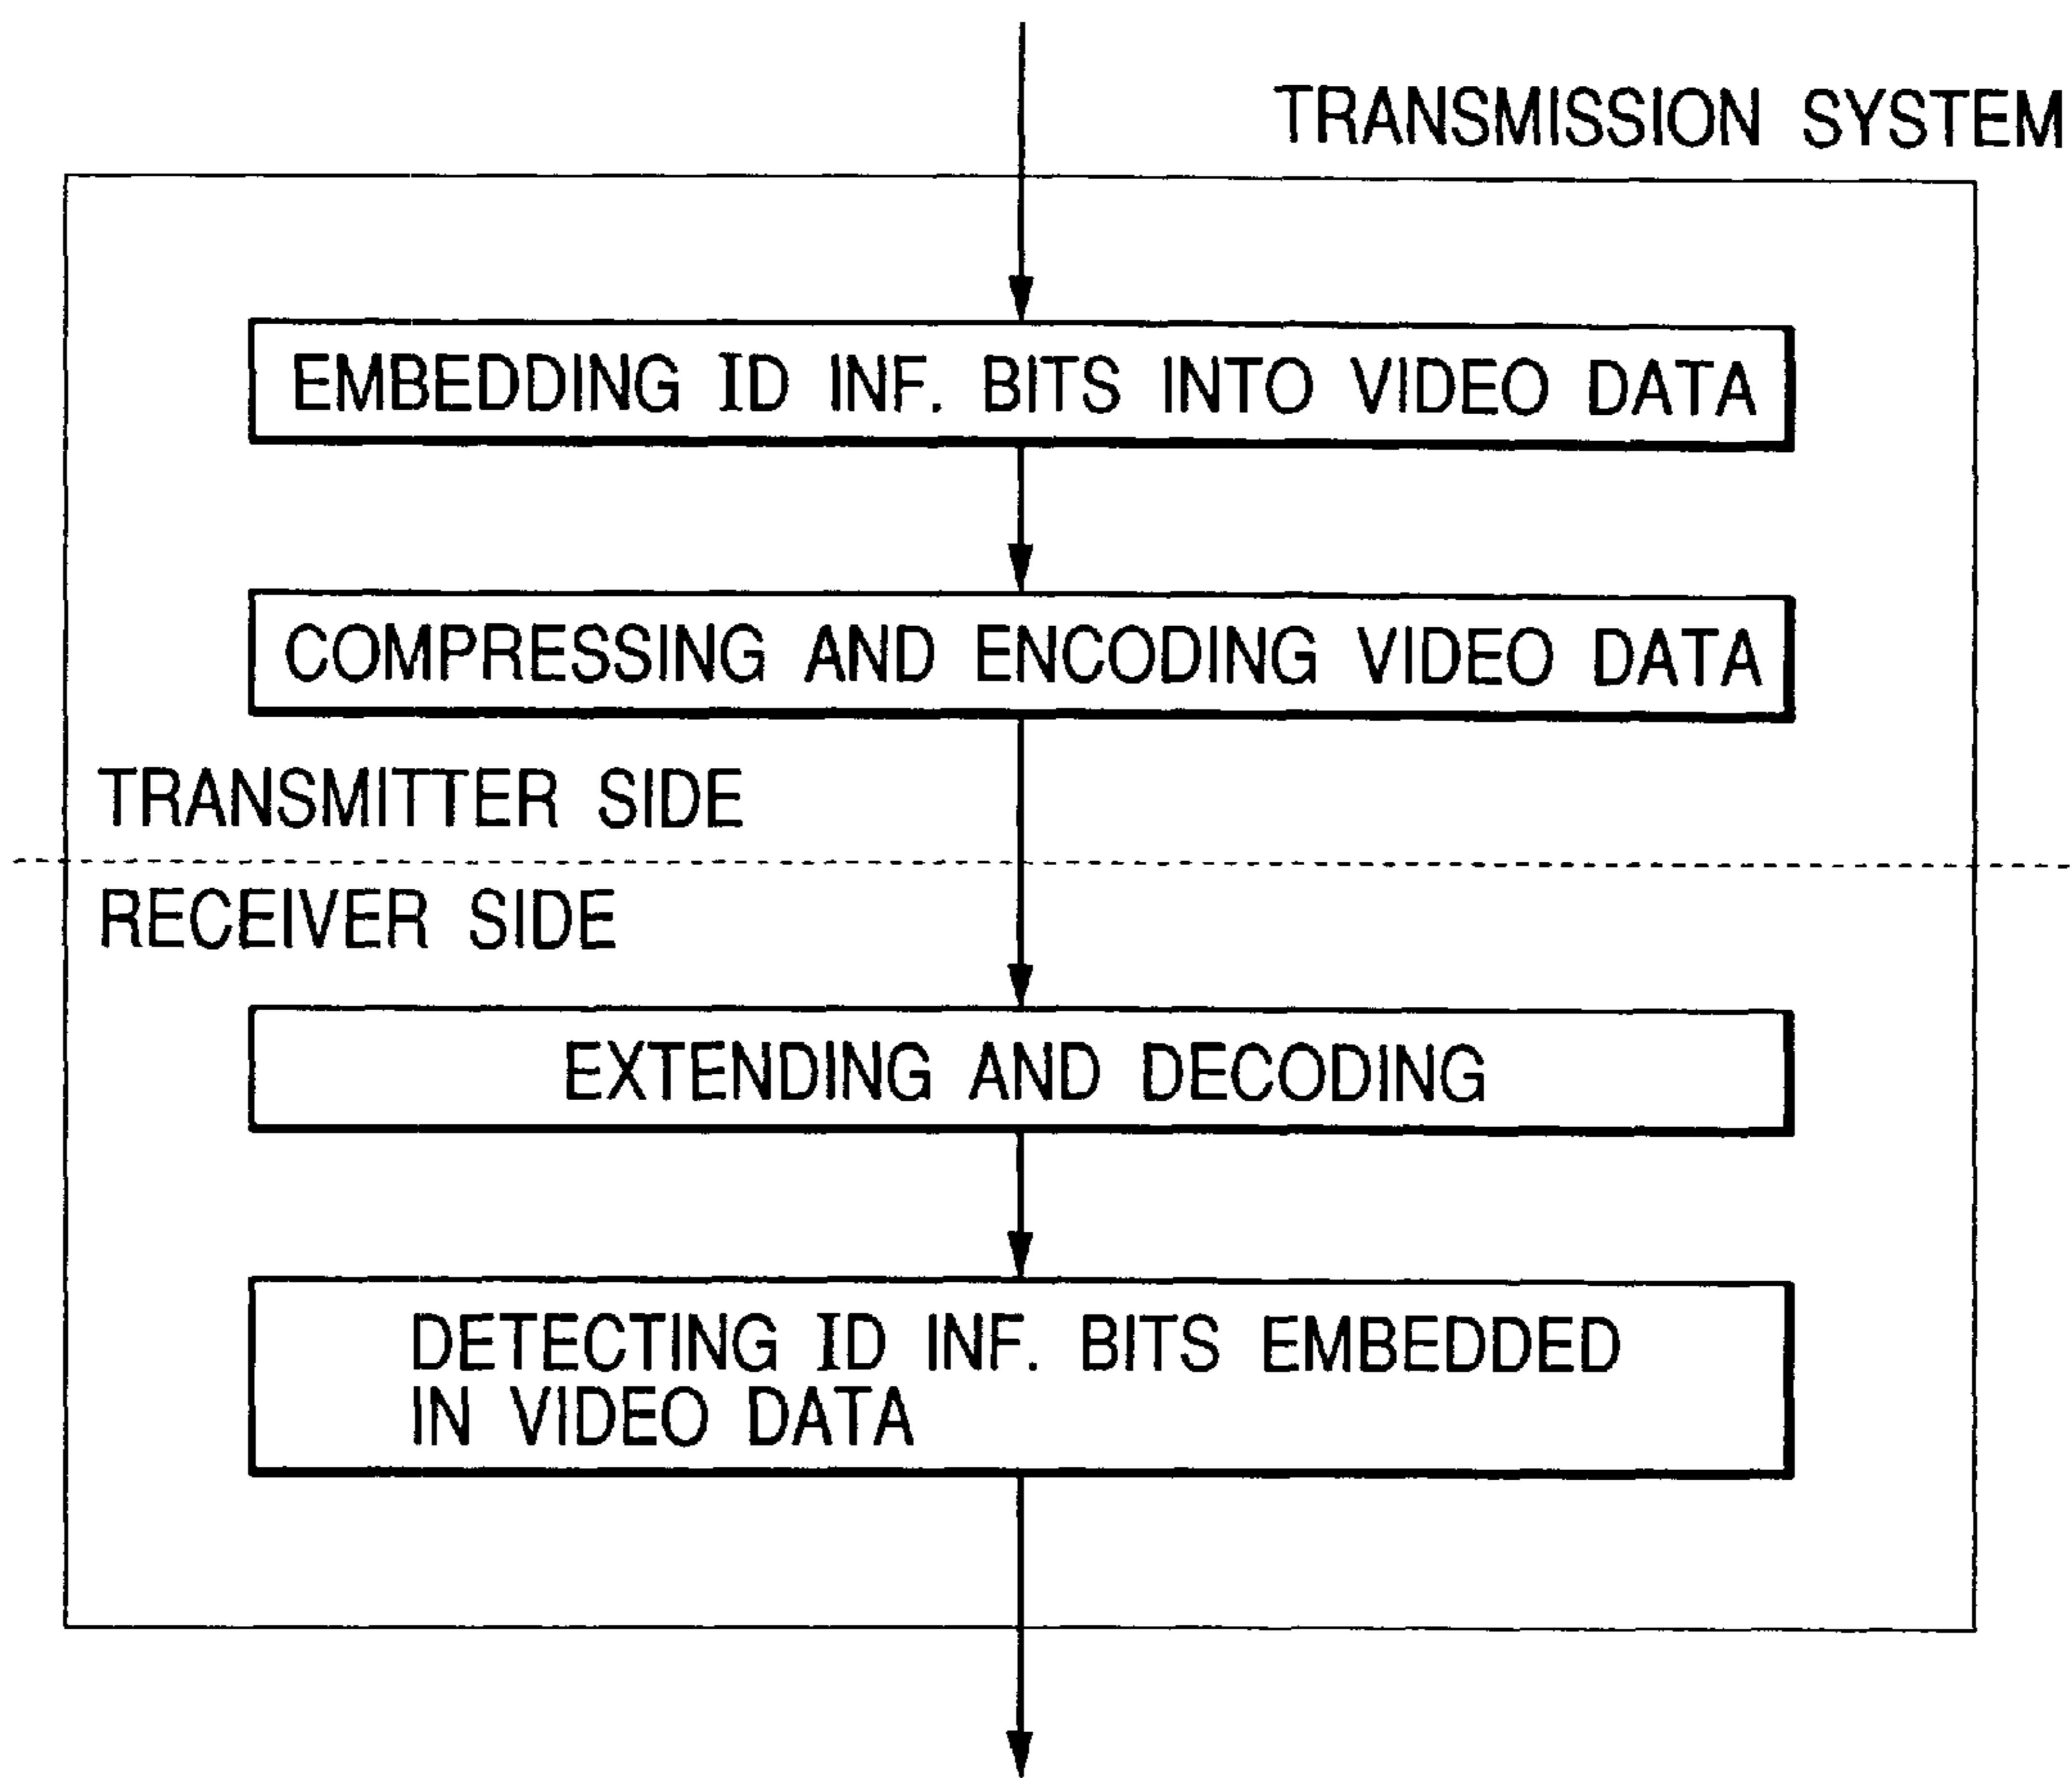 TRANSMISSION SYSTEM
EMBEDDING ID INF. BITS INTO VIDEO DATA
COMPRESSING AND ENCODING VIDEO DATA
TRANSMITTER SIDE
RECEIVER SIDE
EXTENDING AND DECODING
DETECTING ID INF. BITS EMBEDDED
IN VIDEO DATA